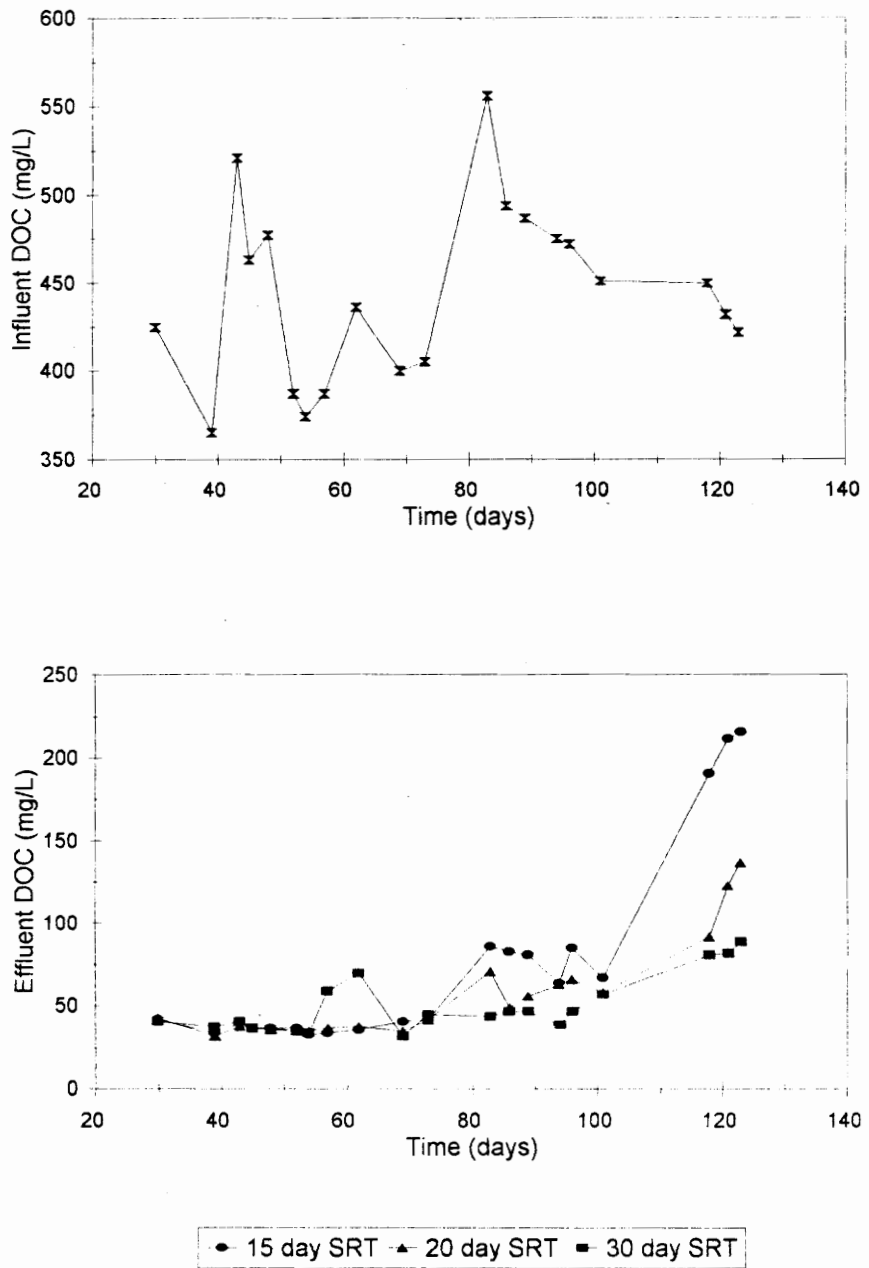 600
550
500
450
400
350
Influent DOC (mg/L)
20 40 60 80 100 120 140
Time (days)
250
200
150
100
50
0
Effluent DOC (mg/L)
20 40 60 80 100 120 140
Time (days)
15 day SRT 20 day SRT 30 day SRT